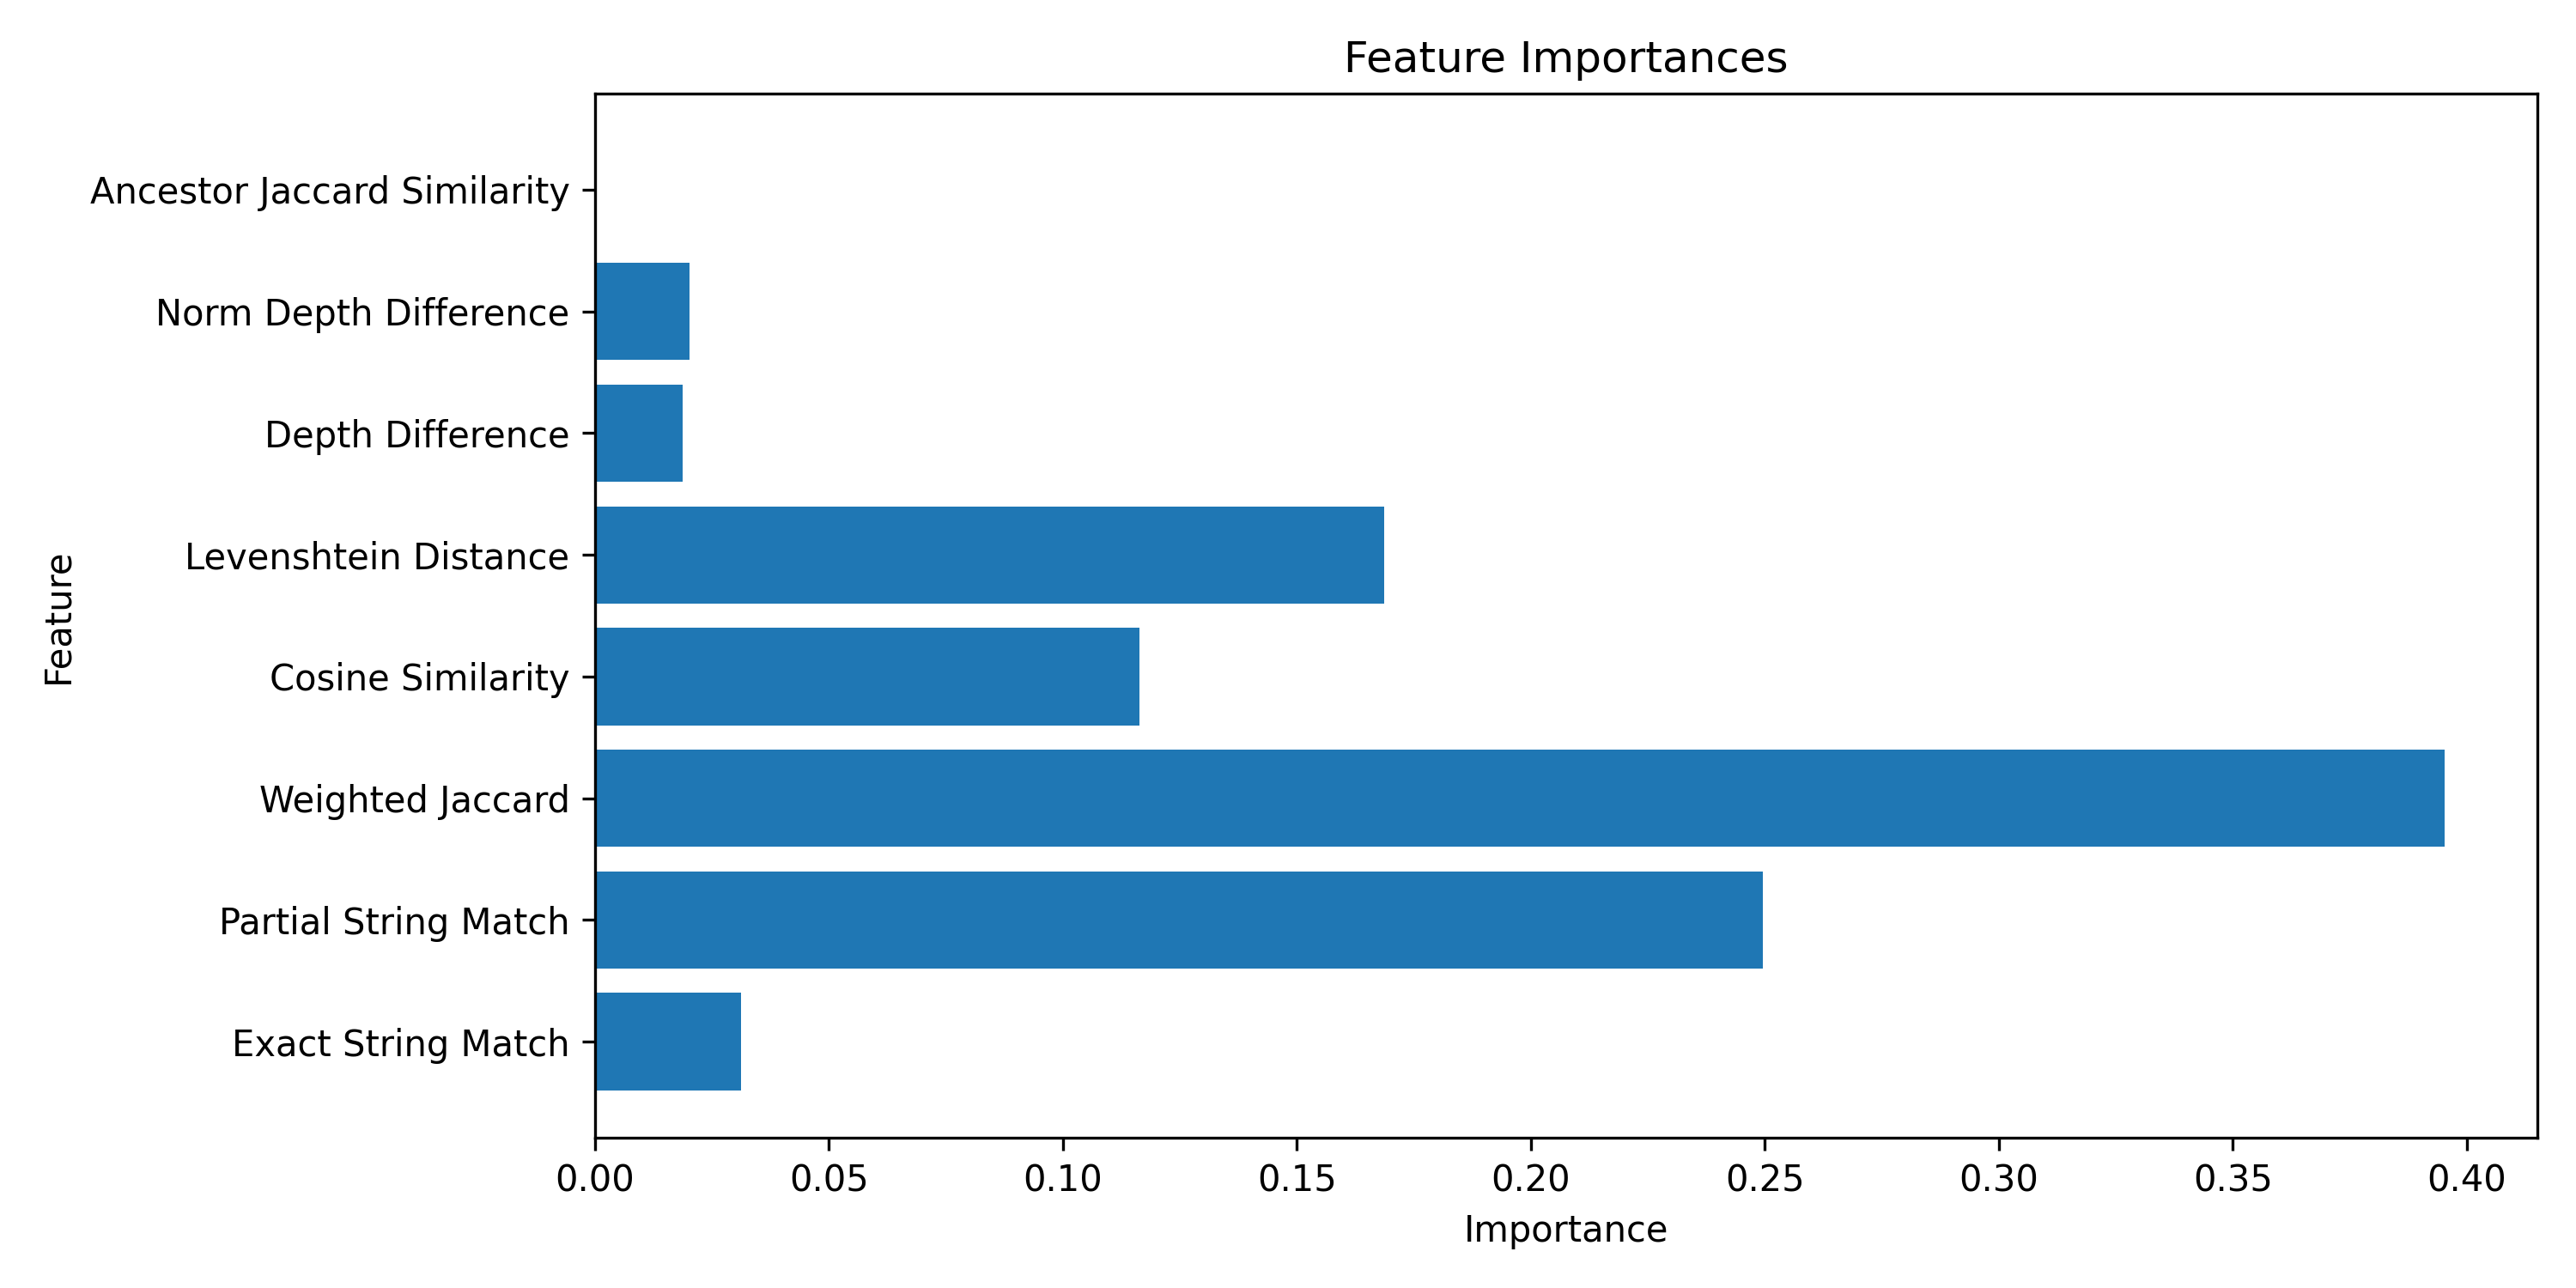 Feature Importances
Ancestor Jaccard Similarity
Norm Depth Difference
Depth Difference
Levenshtein Distance
Cosine Similarity
Weighted Jaccard
Partial String Match
Exact String Match
Feature
0.00 0.05 0.10 0.15 0.20 0.25 0.30 0.35 0.40
Importance